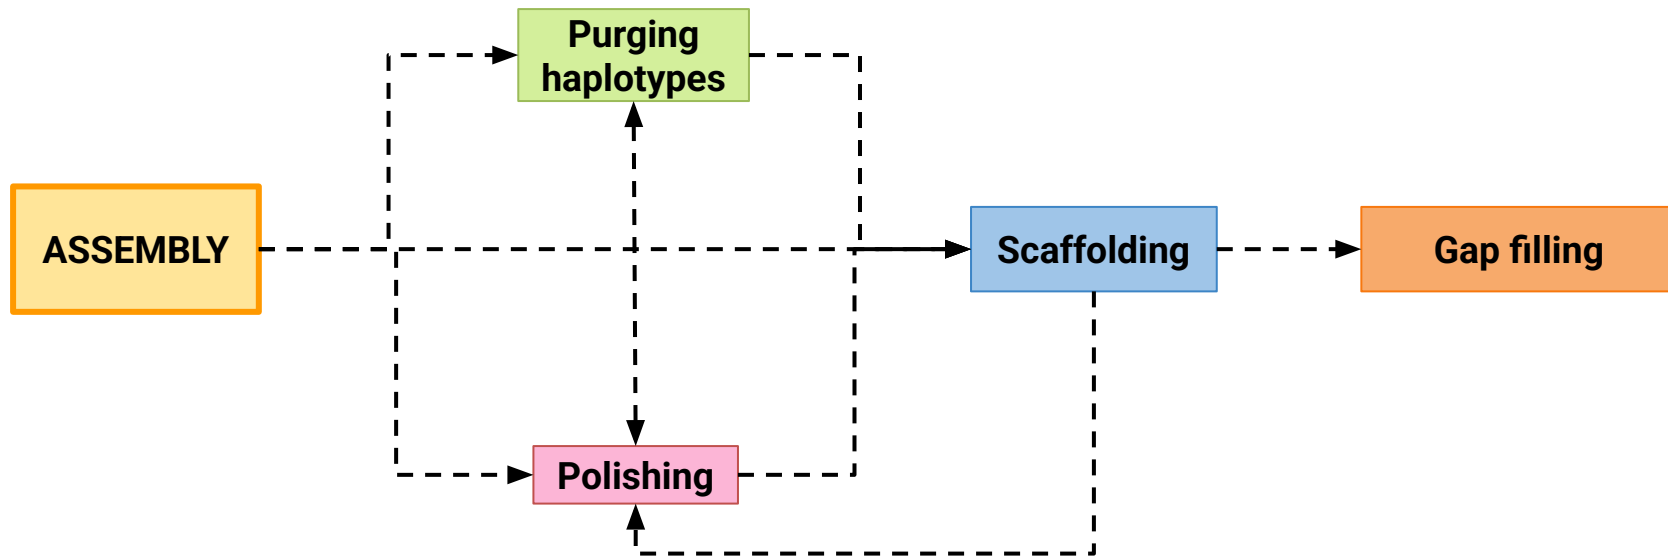 Purging
haplotypes
ASSEMBLY
Scaffolding
Gap filling
Polishing